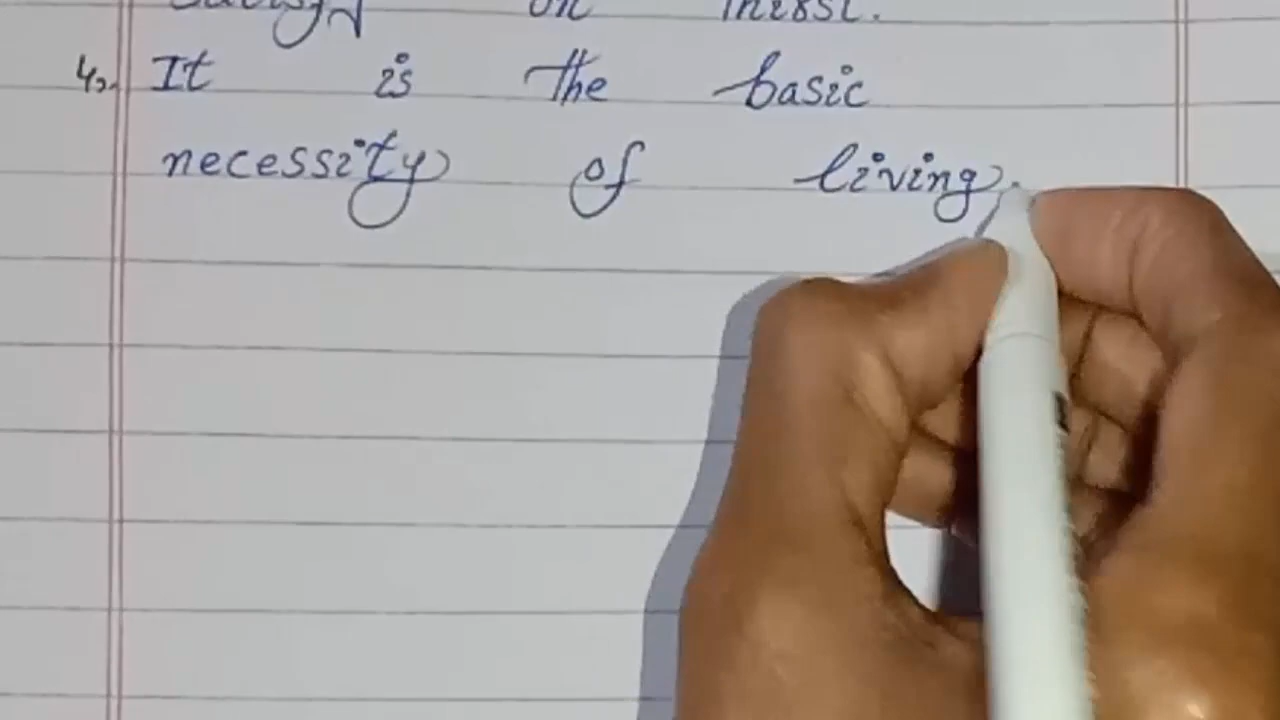 on thirst.
4. It is the basic
necessity of living.